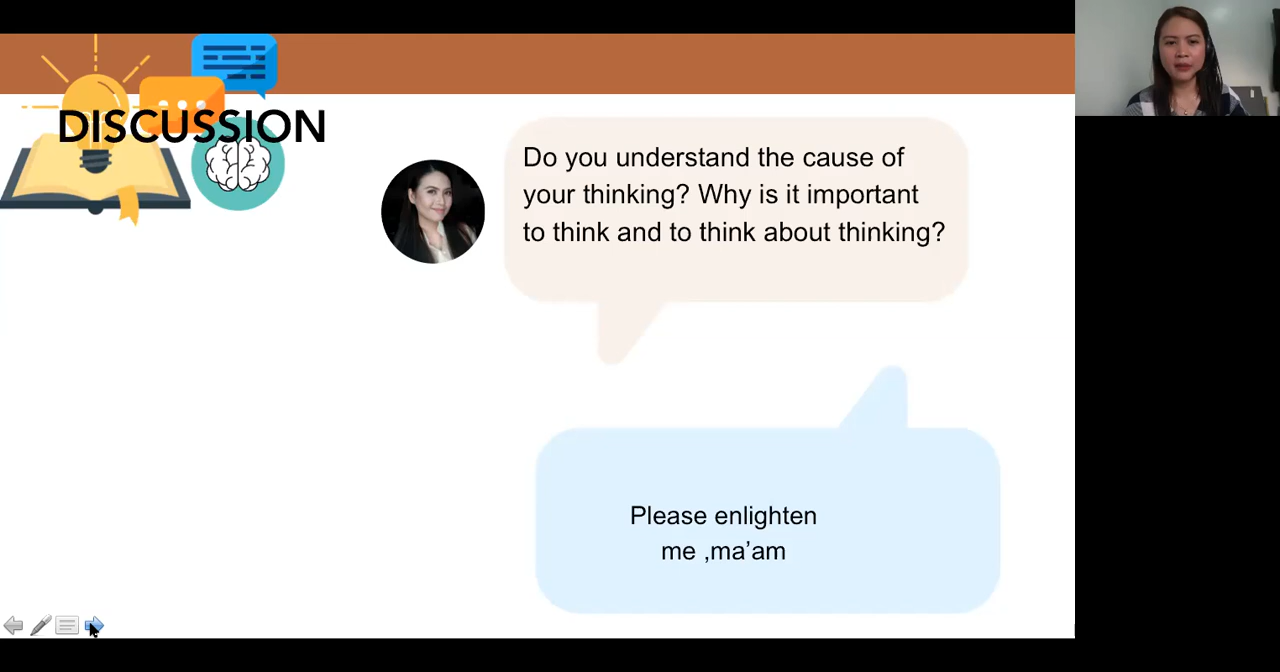 DISCUSSION
Do you understand the cause of
your thinking? Why is it important
to think and to think about thinking?
Please enlighten
me ,ma’am